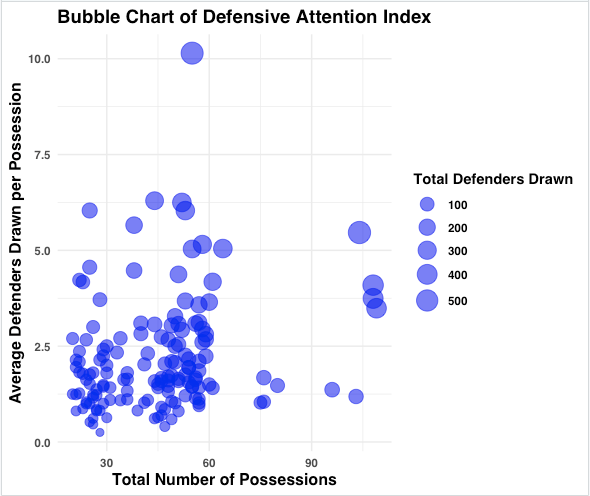 Bubble Chart of Defensive Attention Index
Average Defenders Drawn per Possession
10.0
7.5
5.0
2.5
0.0
30 60 90
Total Number of Possessions
Total Defenders Drawn
100
200
300
400
500